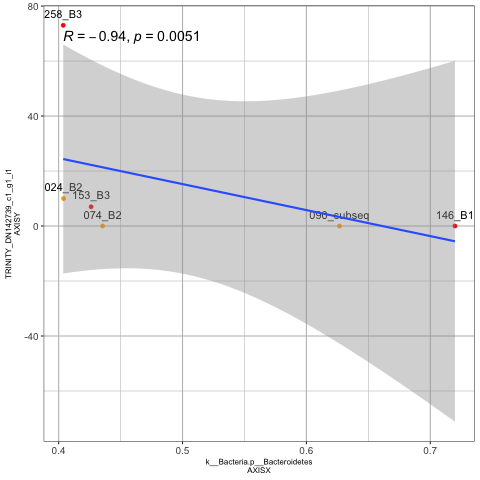 80
258_B3
R = −0.94, p = 0.0051
40
024_B2
153_B3
074_B2
090_subseq
146_B1
0
-40
0.4
0.5
0.6
0.7
k__Bacteria.p__Bacteroidetes
AXISX
TRINITY_DN142739_c1_g1_i1
AXISY